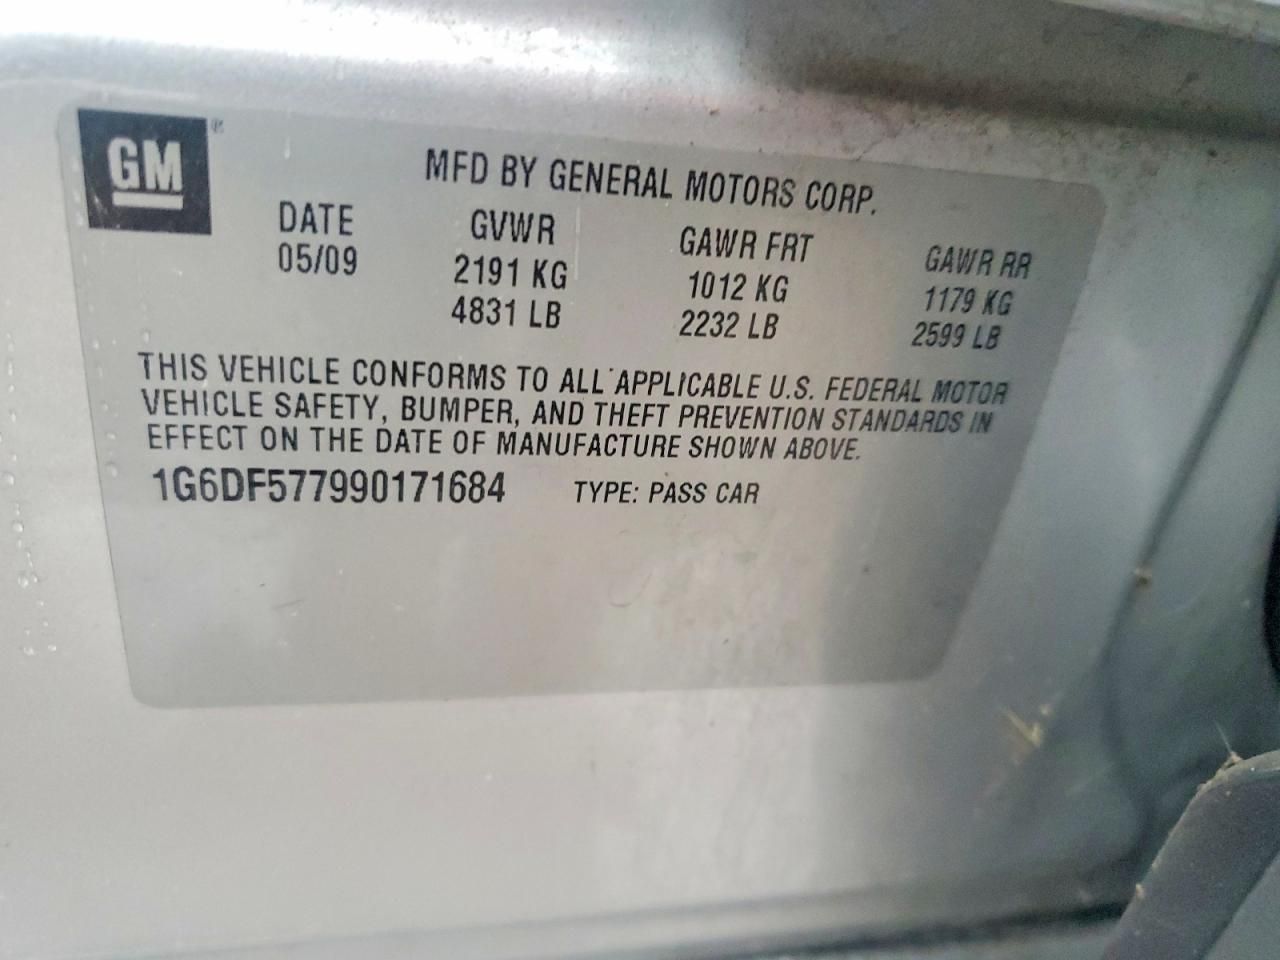 GM
MFD BY GENERAL MOTORS CORP.
DATE GVWR GAWR FRT GAWR RR
05/09 2191 KG 1012 KG 1179 KG
4831 LB 2232 LB 2599 LB
THIS VEHICLE CONFORMS TO ALL APPLICABLE U.S. FEDERAL MOTOR
VEHICLE SAFETY, BUMPER, AND THEFT PREVENTION STANDARDS IN
EFFECT ON THE DATE OF MANUFACTURE SHOWN ABOVE.
1G6DF577990171684 TYPE: PASS CAR